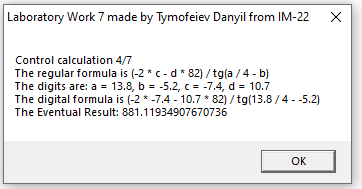 Laboratory Work 7 made by Tymofeiev Danyil from IM-22
Control calculation 4/7
The regular formula is (-2 * c - d * 82) / tg(a / 4 - b)
The digits are: a = 13.8, b = -5.2, c = -7.4, d = 10.7
The digital formula is (-2 * -7.4 - 10.7 * 82) / tg(13.8 / 4 - -5.2)
The Eventual Result: 881.11934907670736
OK